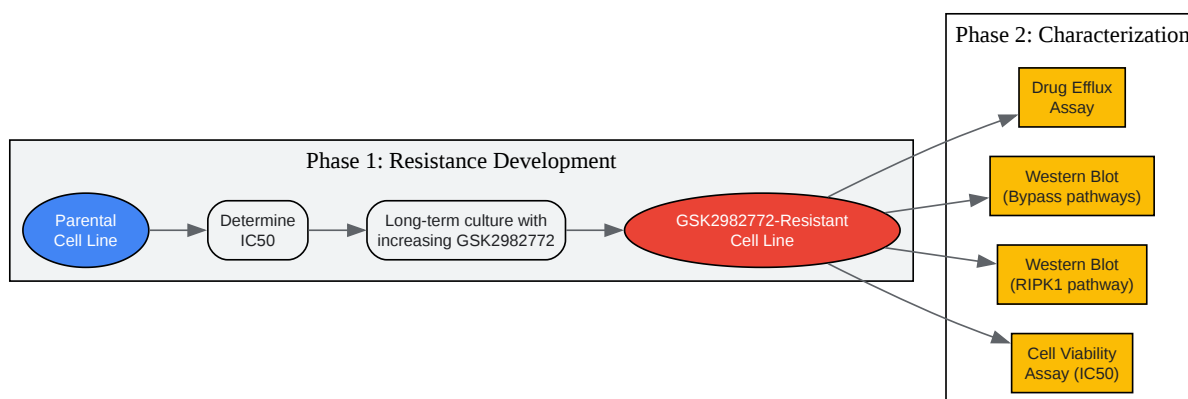 Phase 1: Resistance Development
Parental
Cell Line
Determine
IC50
Long-term culture with
increasing GSK2982772
GSK2982772-Resistant
Cell Line
Phase 2: Characterization
Drug Efflux
Assay
Western Blot
(Bypass pathways)
Western Blot
(RIPK1 pathway)
Cell Viability
Assay (IC50)